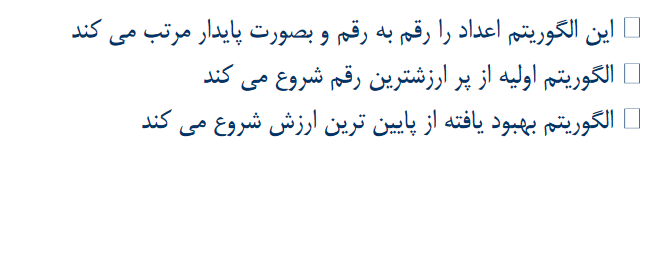 این الگوریتم اعداد را رقم به رقم و بصورت پایدار مرتب می کند
الگوریتم اولیه از پر ارزشترین رقم شروع می کند
الگوریتم بهبود یافته از پایین ترین ارزش شروع می کند